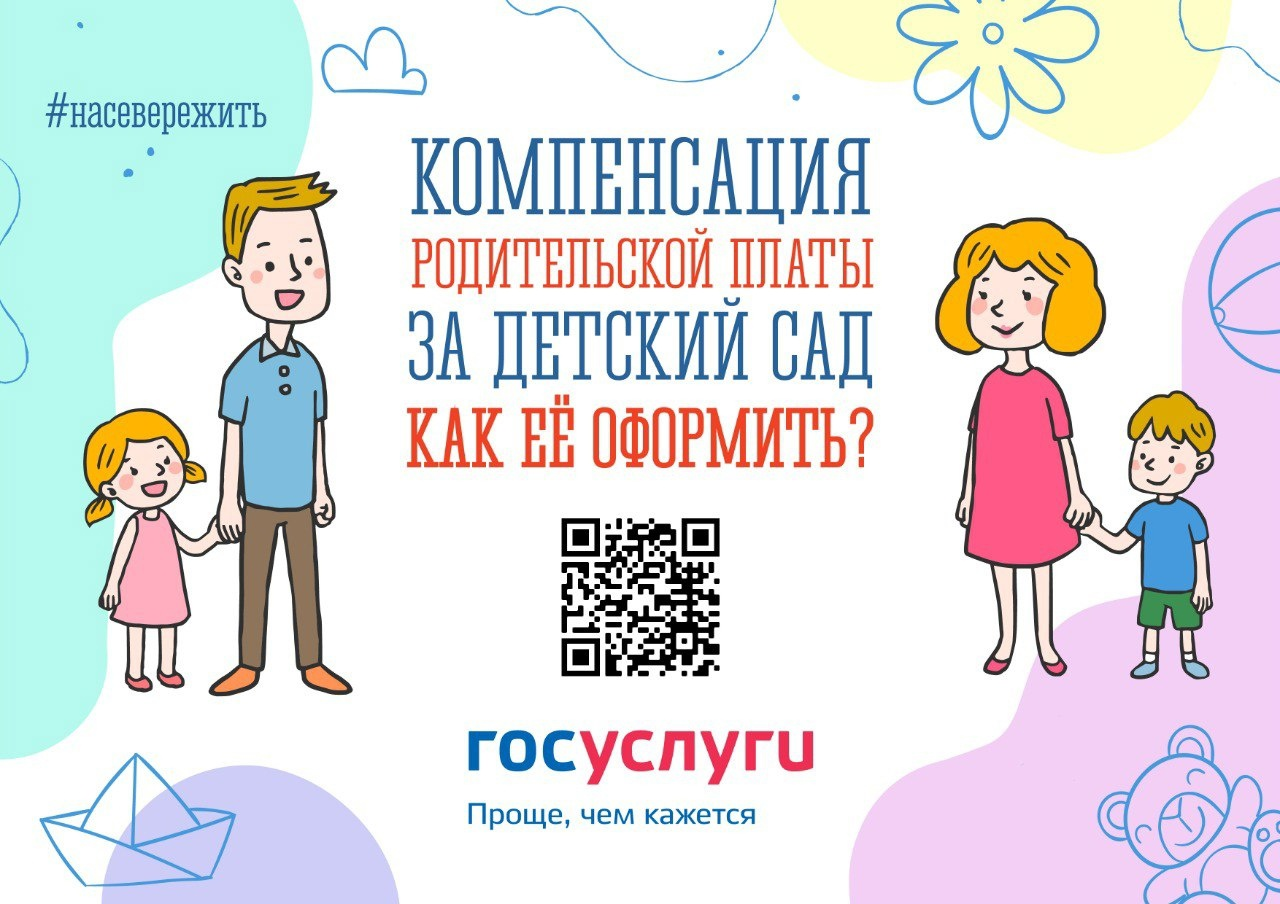 #насевережить
КОМПЕНСАЦИЯ
РОДИТЕЛЬСКОЙ ПЛАТЫ
ЗА ДЕТСКИЙ САД
КАК ЕЁ ОФОРМИТЬ?
госуслуги
Проще, чем кажется